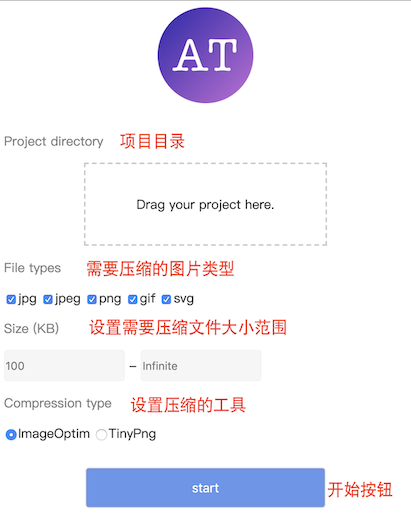 AT
Project directory 项目目录
Drag your project here.
File types 需要压缩的图片类型
jpg jpeg png gif svg
Size (KB) 设置需要压缩文件大小范围
100 – Infinite
Compression type 设置压缩的工具
ImageOptim TinyPng
start 开始按钮